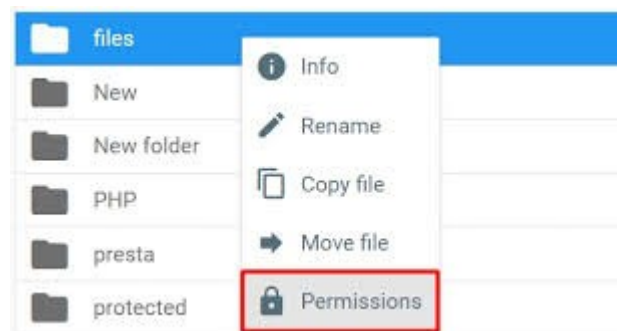 files
Info
New
Rename
New folder
Copy file
PHP
Move file
presta
Permissions
protected